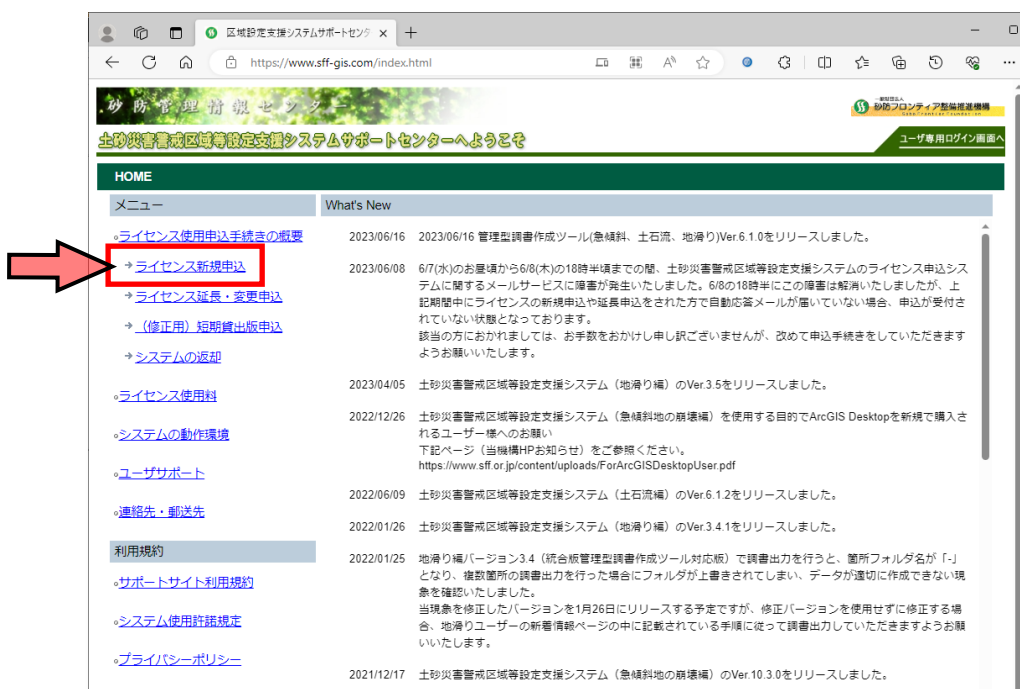 区域設定支援システムサポートセンタ
https://www.sff-gis.com/index.html
砂防管理情報センター
一般財団法人
砂防フロンティア整備推進機構
Sabo Frontier Foundation
土砂災害警戒区域等設定支援システムサポートセンターへようこそ
ユーザ専用ログイン画面へ
HOME
メニュー
What's New
ライセンス使用申込手続きの概要
ライセンス新規申込
ライセンス延長・変更申込
（修正用）短期貸出版申込
システムの返却
ライセンス使用料
システムの動作環境
ユーザサポート
連絡先・郵送先
利用規約
サポートサイト利用規約
システム使用許諾規定
プライバシーポリシー
2023/06/16 2023/06/16 管理型調書作成ツール(急傾斜、土石流、地滑り)Ver.6.1.0をリリースしました。
2023/06/08 6/7(水)のお昼頃から6/8(木)の18時半頃までの間、土砂災害警戒区域等設定支援システムのライセンス申込シス
テムに関するメールサービスに障害が発生いたしました。6/8の18時半にこの障害は解消いたしましたが、上
記期間中にライセンスの新規申込や延長申込をされた方で自動応答メールが届いていない場合、申込が受付さ
れていない状態となっております。
該当の方におかれましては、お手数をおかけし申し訳ございませんが、改めて申込手続きをしていただきます
ようお願いいたします。
2023/04/05 土砂災害警戒区域等設定支援システム（地滑り編）のVer.3.5をリリースしました。
2022/12/26 土砂災害警戒区域等設定支援システム（急傾斜地の崩壊編）を使用する目的でArcGIS Desktopを新規で購入さ
れるユーザー様へのお願い
下記ページ（当機構HPお知らせ）をご参照ください。
https://www.sff.or.jp/content/uploads/ForArcGISDesktopUser.pdf
2022/06/09 土砂災害警戒区域等設定支援システム（土石流編）のVer.6.1.2をリリースしました。
2022/01/26 土砂災害警戒区域等設定支援システム（地滑り編）のVer.3.4.1をリリースしました。
2022/01/25 地滑り編バージョン3.4（統合版管理型調書作成ツール対応版）で調書出力を行うと、箇所フォルダ名が「-」
となり、複数箇所の調書出力を行った場合にフォルダが上書きされてしまい、データが適切に作成できない現
象を確認いたしました。
当現象を修正したバージョンを1月26日にリリースする予定ですが、修正バージョンを使用せずに修正する場
合、地滑りユーザーの新着情報ページの中に記載されている手順に従って調書出力していただきますようお願
いいたします。
2021/12/17 土砂災害警戒区域等設定支援システム（急傾斜地の崩壊編）のVer.10.3.0をリリースしました。